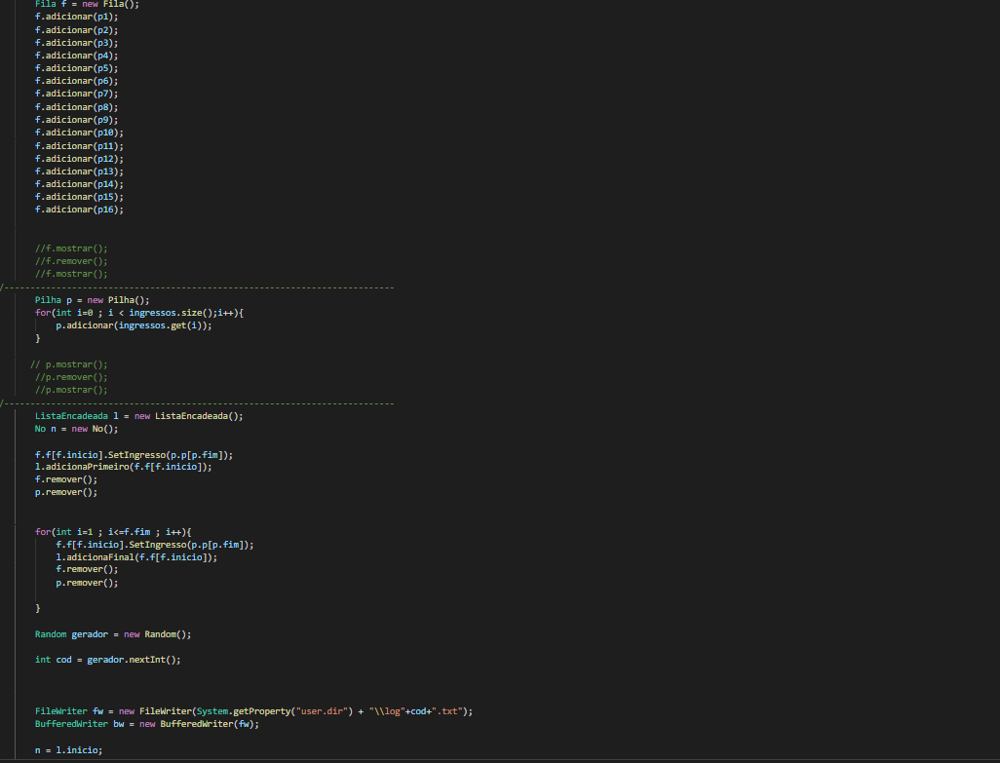 Fila f = new Fila();
f.adicionar(p1);
f.adicionar(p2);
f.adicionar(p3);
f.adicionar(p4);
f.adicionar(p5);
f.adicionar(p6);
f.adicionar(p7);
f.adicionar(p8);
f.adicionar(p9);
f.adicionar(p10);
f.adicionar(p11);
f.adicionar(p12);
f.adicionar(p13);
f.adicionar(p14);
f.adicionar(p15);
f.adicionar(p16);
//f.mostrar();
//f.remover();
//f.mostrar();
/---------------------------------------------------------------------------
Pilha p = new Pilha();
for(int i=0 ; i < ingressos.size();i++){
p.adicionar(ingressos.get(i));
}
// p.mostrar();
//p.remover();
//p.mostrar();
/---------------------------------------------------------------------------
ListaEncadeada l = new ListaEncadeada();
No n = new No();
f.f[f.inicio].SetIngresso(p.p[p.fim]);
l.adicionaPrimeiro(f.f[f.inicio]);
f.remover();
p.remover();
for(int i=1 ; i<=f.fim ; i++){
f.f[f.inicio].SetIngresso(p.p[p.fim]);
l.adicionaFinal(f.f[f.inicio]);
f.remover();
p.remover();
}
Random gerador = new Random();
int cod = gerador.nextInt();
FileWriter fw = new FileWriter(System.getProperty("user.dir") + "\\log"+cod+".txt");
BufferedWriter bw = new BufferedWriter(fw);
n = l.inicio;